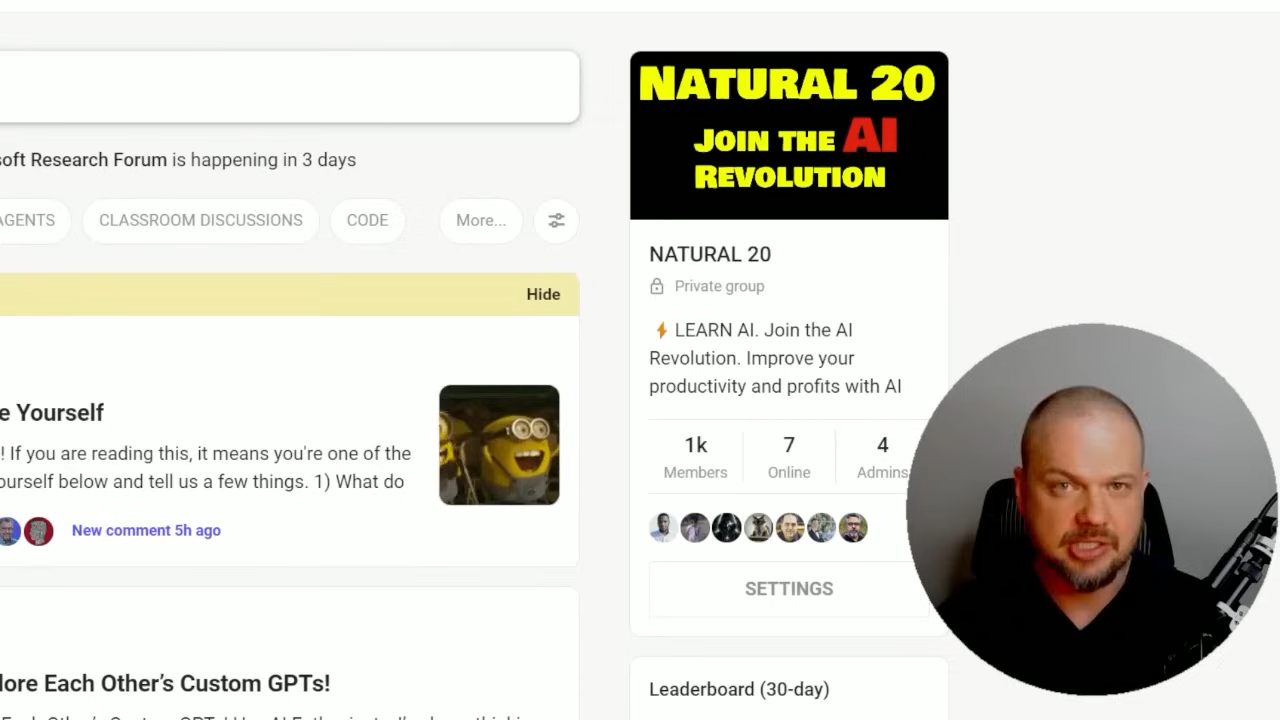 soft Research Forum is happening in 3 days
AGENTS
CLASSROOM DISCUSSIONS
CODE
More...
Hide
e Yourself
! If you are reading this, it means you're one of the
ourself below and tell us a few things. 1) What do
New comment 5h ago
lore Each Other's Custom GPTs!
NATURAL 20
JOIN THE AI
REVOLUTION
NATURAL 20
Private group
⚡ LEARN AI. Join the AI
Revolution. Improve your
productivity and profits with AI
1k
Members
7
Online
4
Admins
SETTINGS
Leaderboard (30-day)